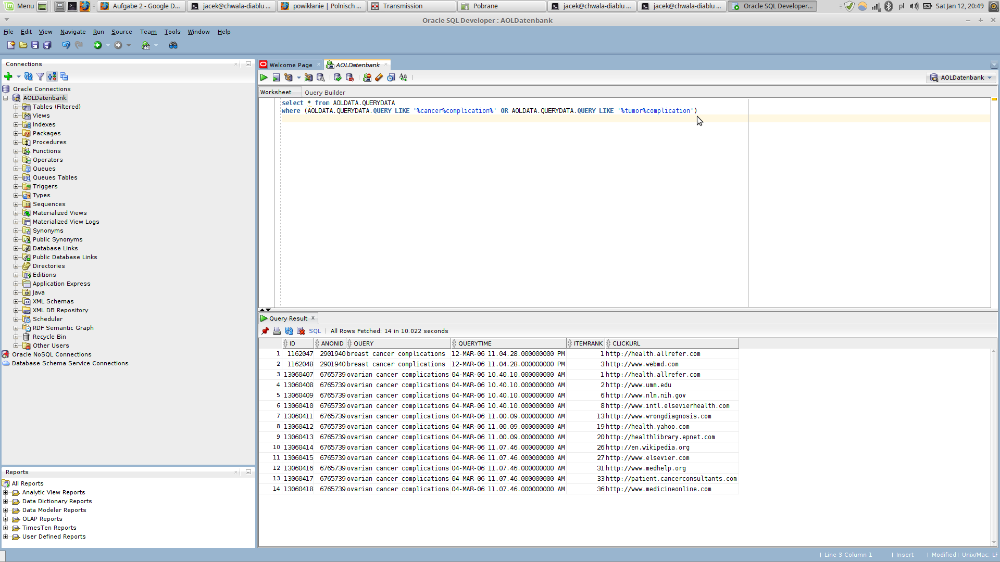 Menu
Aufgabe 2 - Google D...
jacek@chwala-diablu ...
powikłanie | Polnisch ...
Transmission
Pobrane
jacek@chwala-diablu ...
jacek@chwala-diablu ...
Oracle SQL Developer...
pl
Sat Jan 12, 20:49
Oracle SQL Developer : AOLDatenbank
File Edit View Navigate Run Source Team Tools Window Help
Connections
Oracle Connections
AOLDatenbank
Tables (Filtered)
Views
Indexes
Packages
Procedures
Functions
Operators
Queues
Queues Tables
Triggers
Types
Sequences
Materialized Views
Materialized View Logs
Synonyms
Public Synonyms
Database Links
Public Database Links
Directories
Editions
Application Express
Java
XML Schemas
XML DB Repository
Scheduler
RDF Semantic Graph
Recycle Bin
Other Users
Oracle NoSQL Connections
Database Schema Service Connections
Reports
All Reports
Analytic View Reports
Data Dictionary Reports
Data Modeler Reports
OLAP Reports
TimesTen Reports
User Defined Reports
Welcome Page
AOLDatenbank
AOLDatenbank
Worksheet Query Builder
select * from AOLDATA.QUERYDATA
where (AOLDATA.QUERYDATA.QUERY LIKE '%cancer%complication%' OR AOLDATA.QUERYDATA.QUERY LIKE '%tumor%complication')
Query Result
SQL | All Rows Fetched: 14 in 10.022 seconds
ID ANONID QUERY QUERYTIME ITEMRANK CLICKURL
1 1162047 2901940 breast cancer complications 12-MAR-06 11.04.28.000000000 PM 1 http://health.allrefer.com
2 1162048 2901940 breast cancer complications 12-MAR-06 11.04.28.000000000 PM 3 http://www.webmd.com
3 13060407 6765739 ovarian cancer complications 04-MAR-06 10.40.10.000000000 AM 1 http://health.allrefer.com
4 13060408 6765739 ovarian cancer complications 04-MAR-06 10.40.10.000000000 AM 2 http://www.umm.edu
5 13060409 6765739 ovarian cancer complications 04-MAR-06 10.40.10.000000000 AM 6 http://www.nlm.nih.gov
6 13060410 6765739 ovarian cancer complications 04-MAR-06 10.40.10.000000000 AM 8 http://www.intl.elsevierhealth.com
7 13060411 6765739 ovarian cancer complications 04-MAR-06 11.00.09.000000000 AM 13 http://www.wrongdiagnosis.com
8 13060412 6765739 ovarian cancer complications 04-MAR-06 11.00.09.000000000 AM 19 http://health.yahoo.com
9 13060413 6765739 ovarian cancer complications 04-MAR-06 11.00.09.000000000 AM 20 http://healthlibrary.epnet.com
10 13060414 6765739 ovarian cancer complications 04-MAR-06 11.07.46.000000000 AM 26 http://en.wikipedia.org
11 13060415 6765739 ovarian cancer complications 04-MAR-06 11.07.46.000000000 AM 27 http://www.elsevier.com
12 13060416 6765739 ovarian cancer complications 04-MAR-06 11.07.46.000000000 AM 31 http://www.medhelp.org
13 13060417 6765739 ovarian cancer complications 04-MAR-06 11.07.46.000000000 AM 33 http://patient.cancerconsultants.com
14 13060418 6765739 ovarian cancer complications 04-MAR-06 11.07.46.000000000 AM 36 http://www.medicineonline.com
| Line 3 Column 1 | Insert | Modified | Unix/Mac: LF